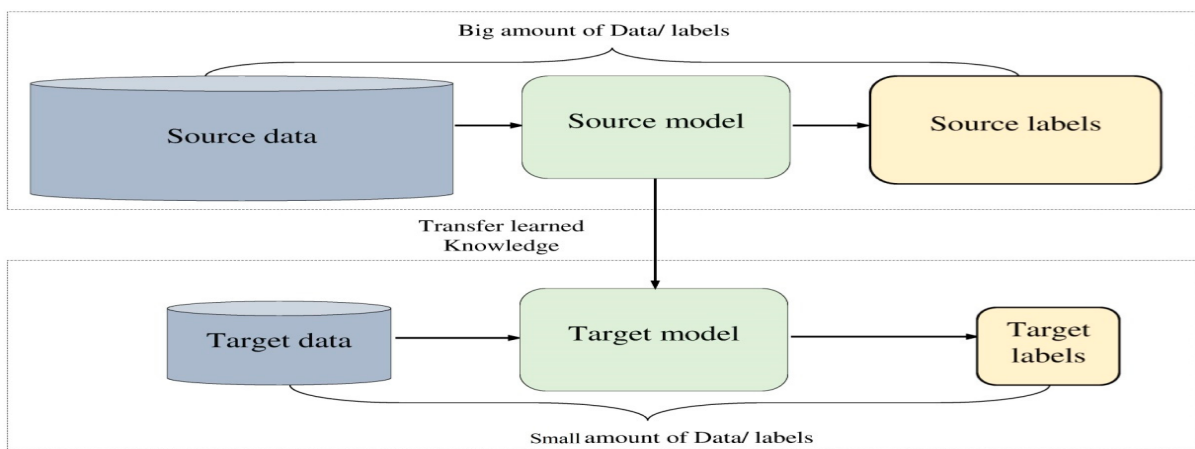 Big amount of Data/ labels
Source data
Source model
Source labels
Transfer learned
Knowledge
Target data
Target model
Target
labels
Small amount of Data/ labels